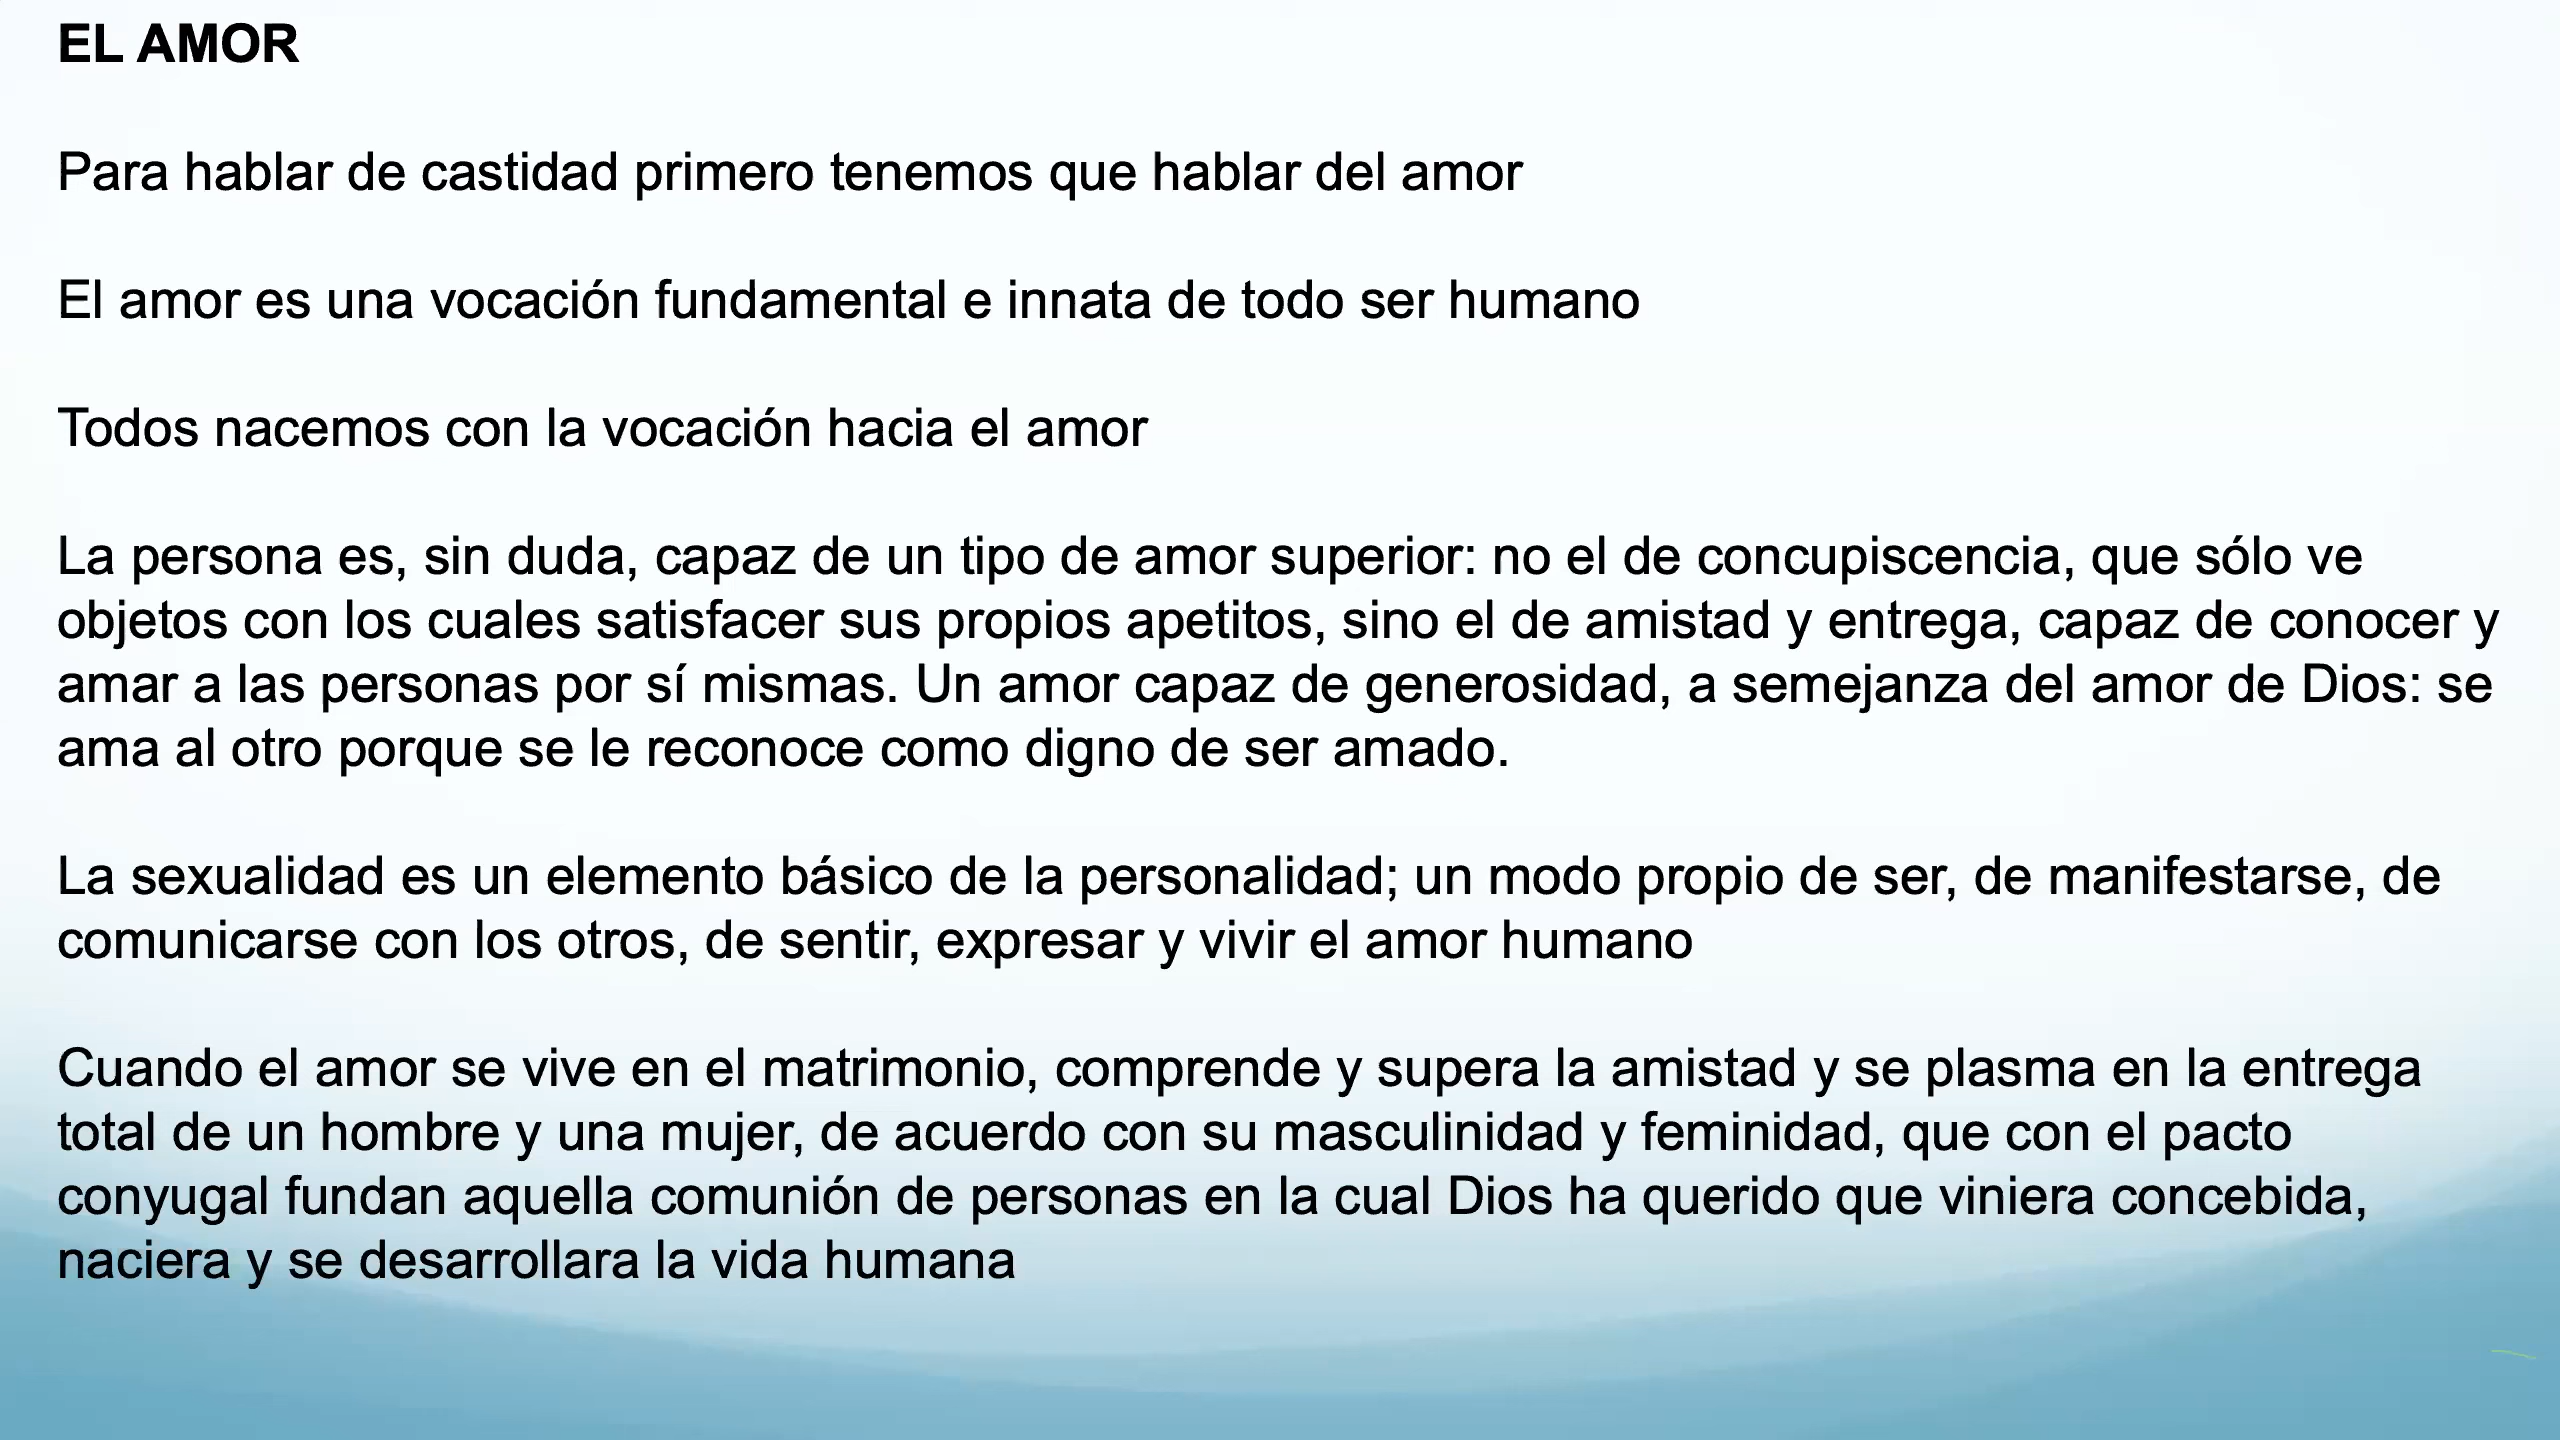 EL AMOR
Para hablar de castidad primero tenemos que hablar del amor
El amor es una vocación fundamental e innata de todo ser humano
Todos nacemos con la vocación hacia el amor
La persona es, sin duda, capaz de un tipo de amor superior: no el de concupiscencia, que sólo ve
objetos con los cuales satisfacer sus propios apetitos, sino el de amistad y entrega, capaz de conocer y
amar a las personas por sí mismas. Un amor capaz de generosidad, a semejanza del amor de Dios: se
ama al otro porque se le reconoce como digno de ser amado.
La sexualidad es un elemento básico de la personalidad; un modo propio de ser, de manifestarse, de
comunicarse con los otros, de sentir, expresar y vivir el amor humano
Cuando el amor se vive en el matrimonio, comprende y supera la amistad y se plasma en la entrega
total de un hombre y una mujer, de acuerdo con su masculinidad y feminidad, que con el pacto
conyugal fundan aquella comunión de personas en la cual Dios ha querido que viniera concebida,
naciera y se desarrollara la vida humana